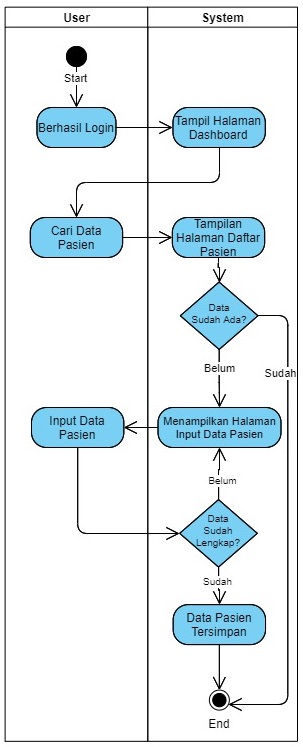 User
System
Start
Berhasil Login
Tampil Halaman
Dashboard
Cari Data
Pasien
Tampilan
Halaman Daftar
Pasien
Data
Sudah Ada?
Belum
Sudah
Input Data
Pasien
Menampilkan Halaman
Input Data Pasien
Belum
Data
Sudah
Lengkap?
Sudah
Data Pasien
Tersimpan
End